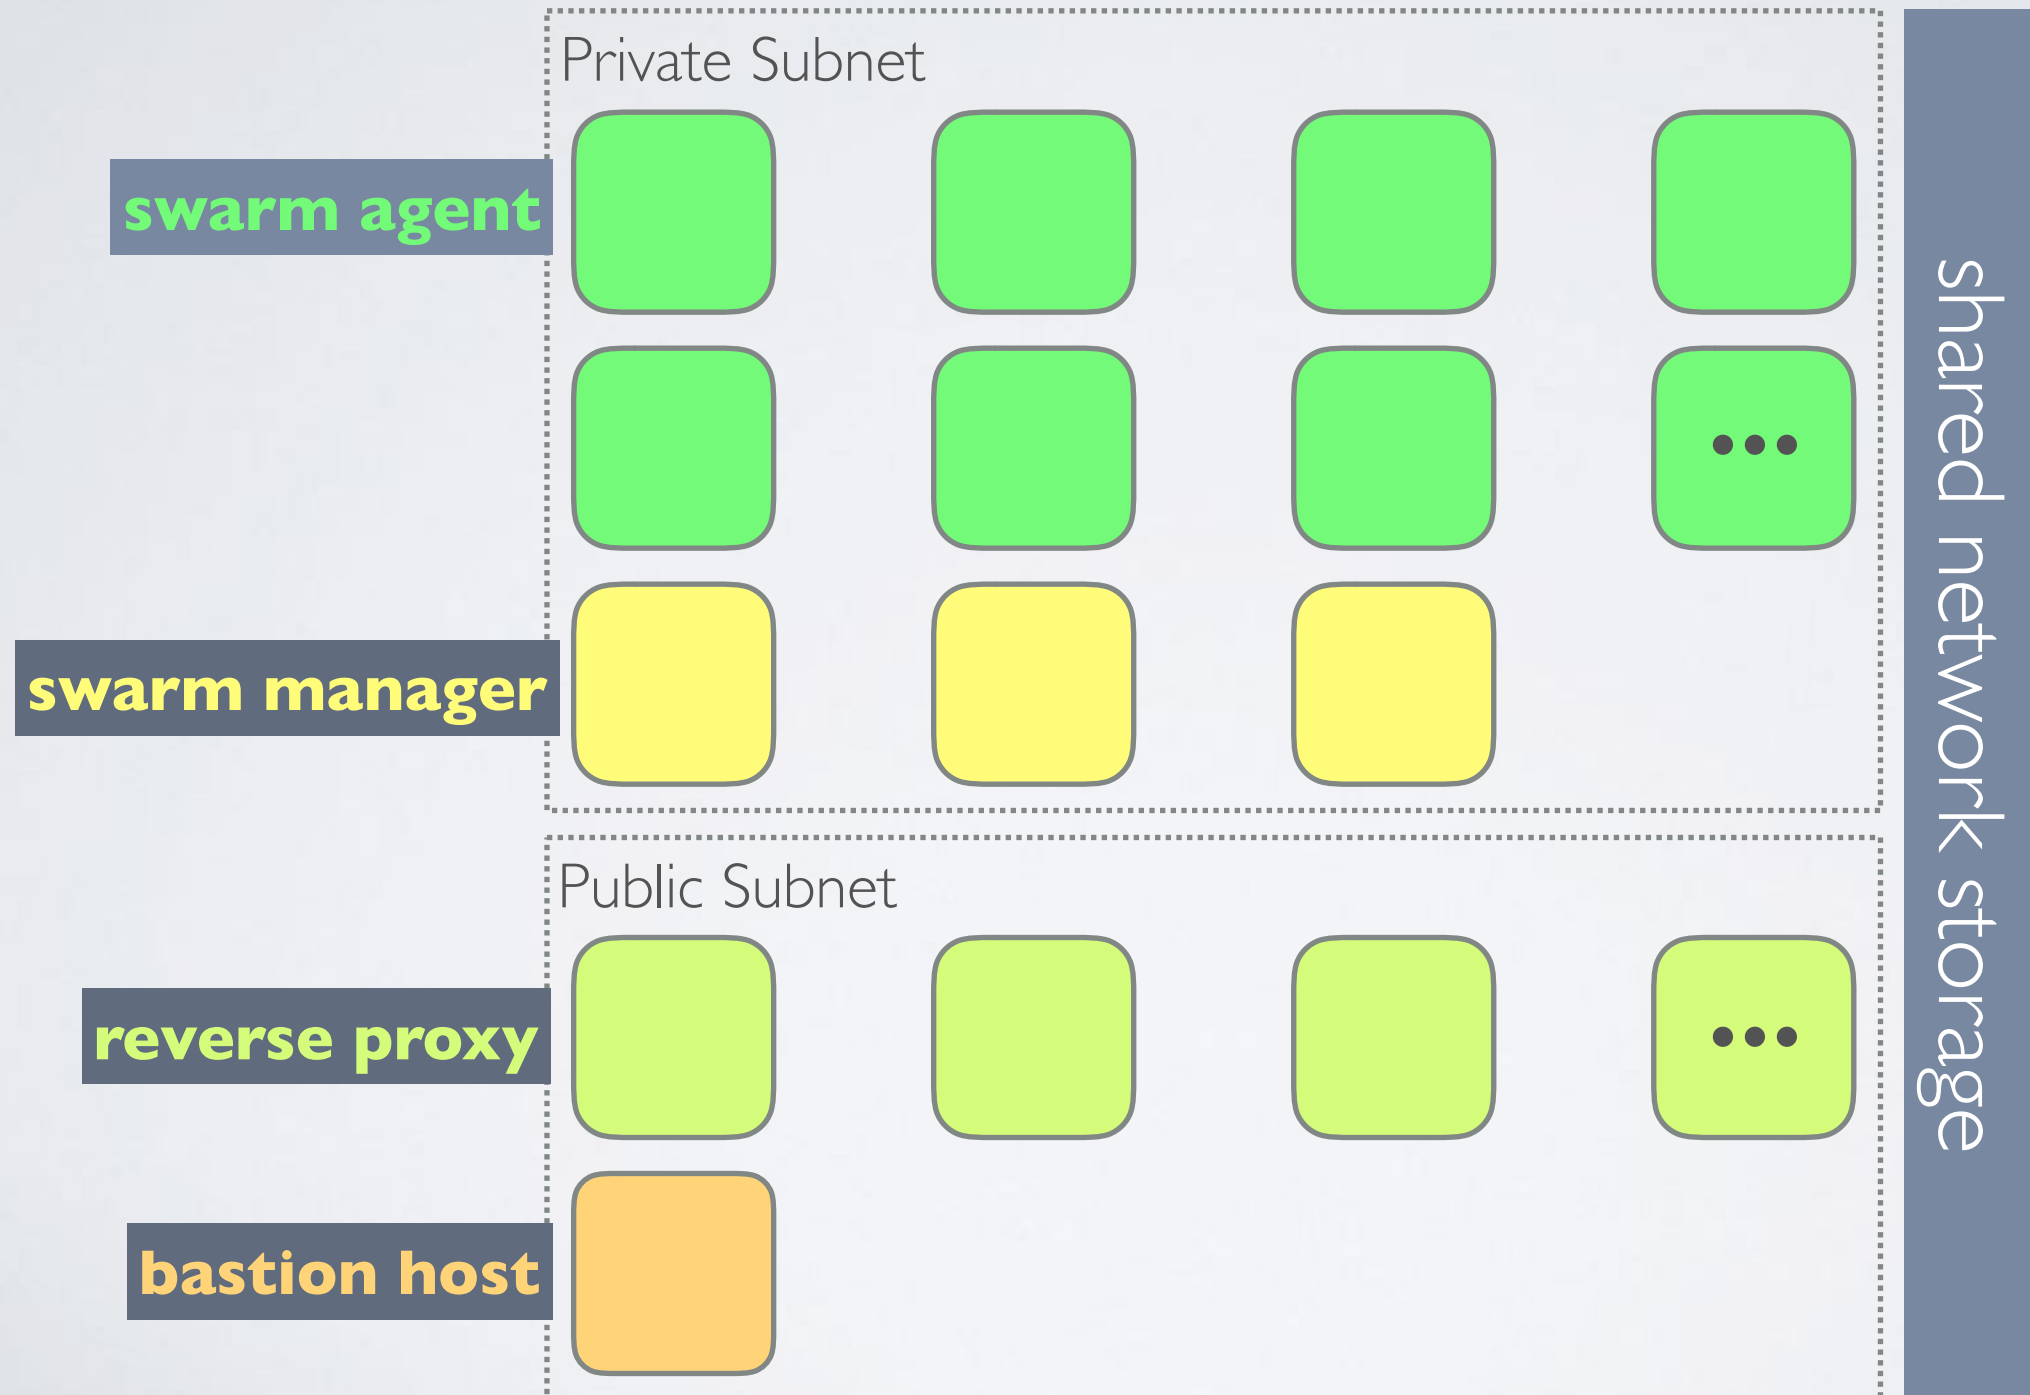 Private Subnet
swarm agent
•••
swarm manager
Public Subnet
reverse proxy
•••
bastion host
shared network storage